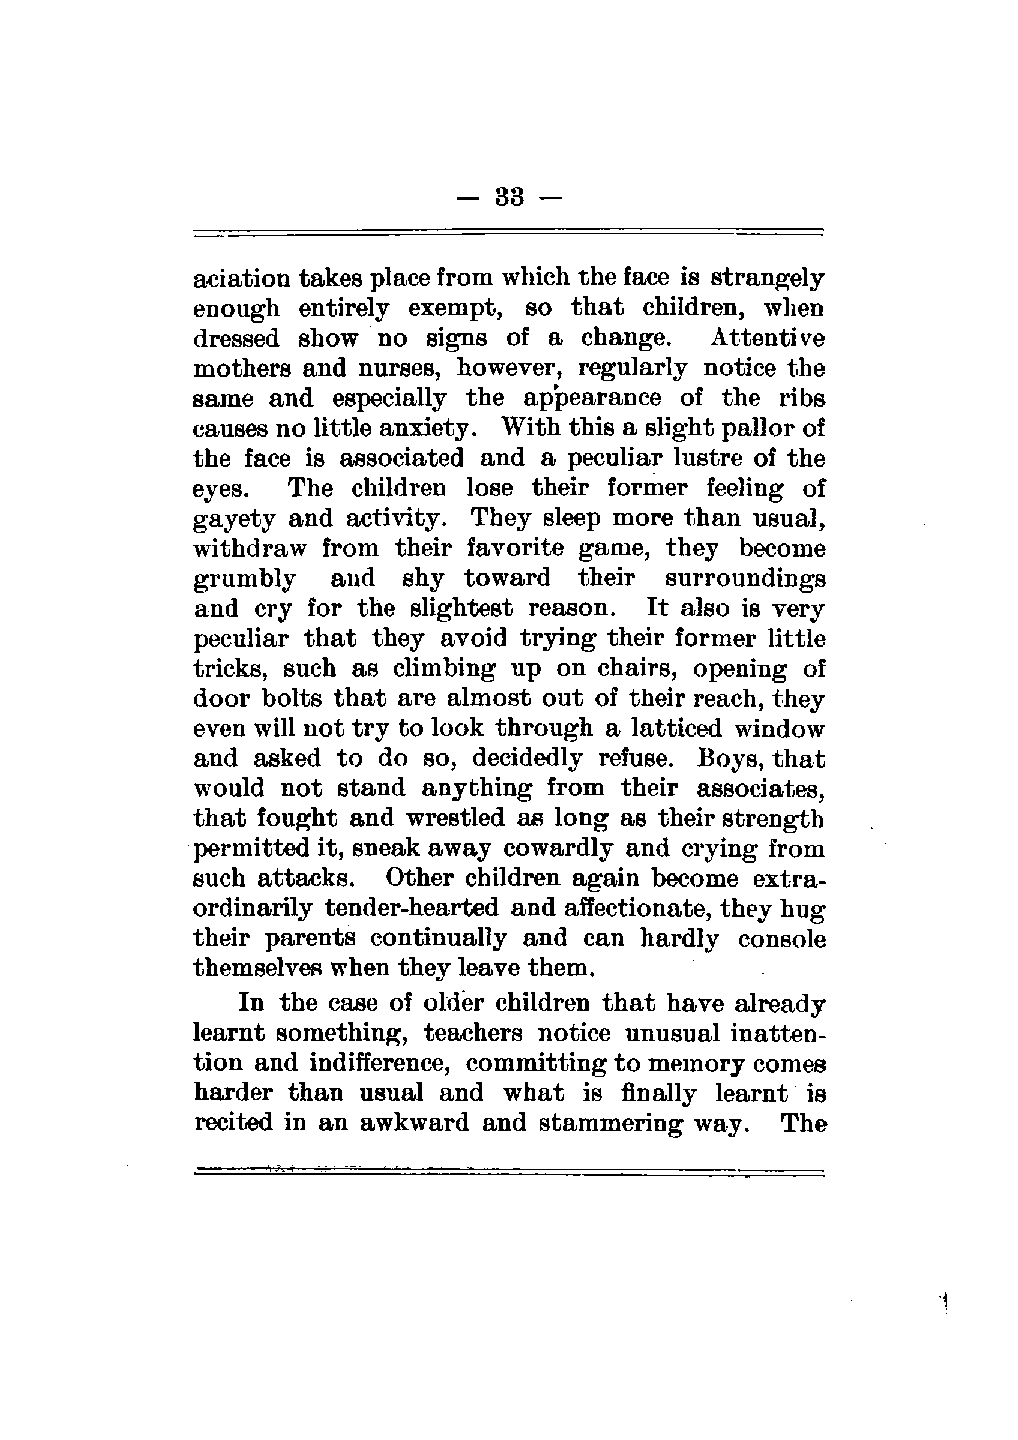 — 33 —
aciation takes place from which the face is strangely
enough entirely exempt, so that children, when
dressed show no signs of a change. Attentive
mothers and nurses, however, regularly notice the
same and especially the appearance of the ribs
causes no little anxiety. With this a slight pallor of
the face is associated and a peculiar lustre of the
eyes. The children lose their former feeling of
gayety and activity. They sleep more than usual,
withdraw from their favorite game, they become
grumbly and shy toward their surroundings
and cry for the slightest reason. It also is very
peculiar that they avoid trying their former little
tricks, such as climbing up on chairs, opening of
door bolts that are almost out of their reach, they
even will not try to look through a latticed window
and asked to do so, decidedly refuse. Boys, that
would not stand anything from their associates,
that fought and wrestled as long as their strength
permitted it, sneak away cowardly and crying from
such attacks. Other children again become extra-
ordinarily tender-hearted and affectionate, they hug
their parents continually and can hardly console
themselves when they leave them.
In the case of older children that have already
learnt something, teachers notice unusual inatten-
tion and indifference, committing to memory comes
harder than usual and what is finally learnt is
recited in an awkward and stammering way. The